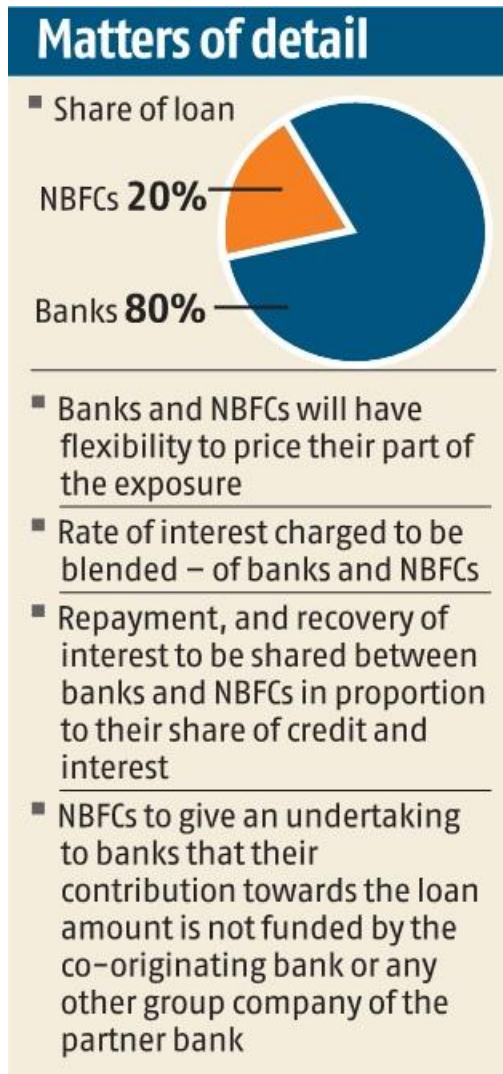 Matters of detail
■ Share of loan
NBFCs 20%
Banks 80%
■ Banks and NBFCs will have
flexibility to price their part of
the exposure
■ Rate of interest charged to be
blended – of banks and NBFCs
■ Repayment, and recovery of
interest to be shared between
banks and NBFCs in proportion
to their share of credit and
interest
■ NBFCs to give an undertaking
to banks that their
contribution towards the loan
amount is not funded by the
co-originating bank or any
other group company of the
partner bank